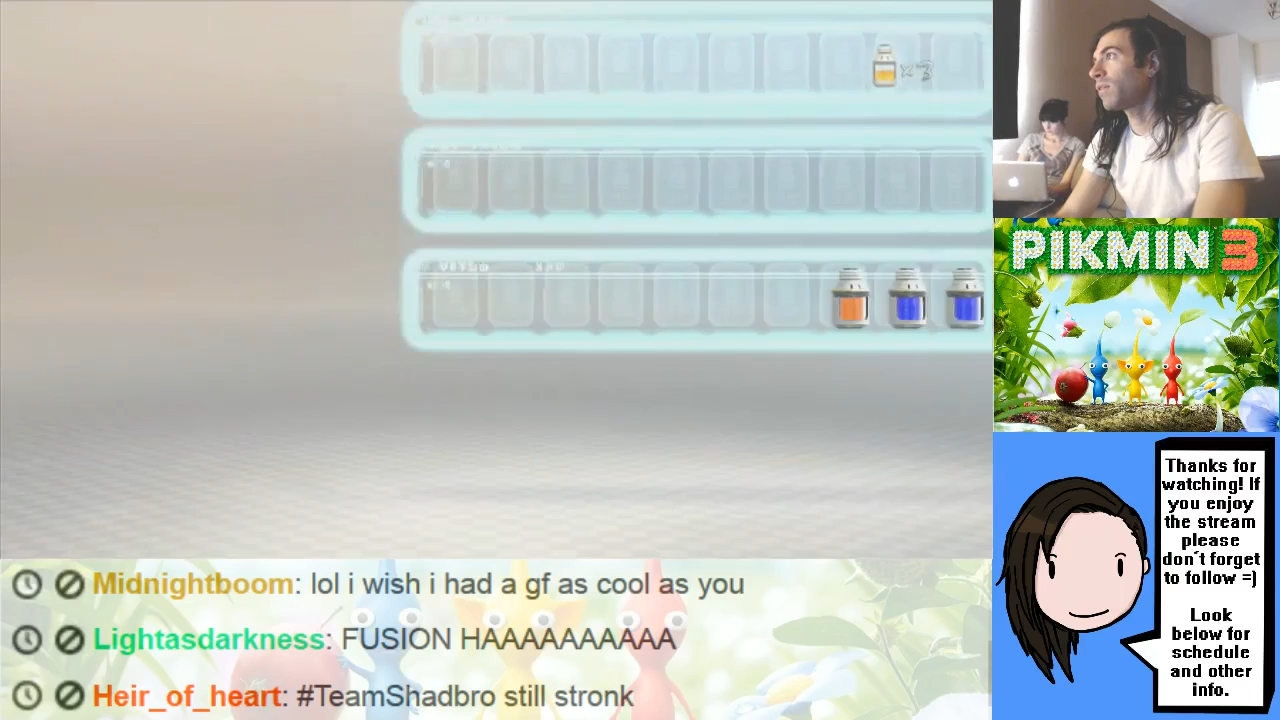 x3
PIKMIN 3
Thanks for
watching! If
you enjoy
the stream
please
don´t forget
to follow =)
Look
below for
schedule
and other
info.
Midnightboom: lol i wish i had a gf as cool as you
Lightasdarkness: FUSION HAAAAAAAAAA
Heir_of_heart: #TeamShadbro still stronk